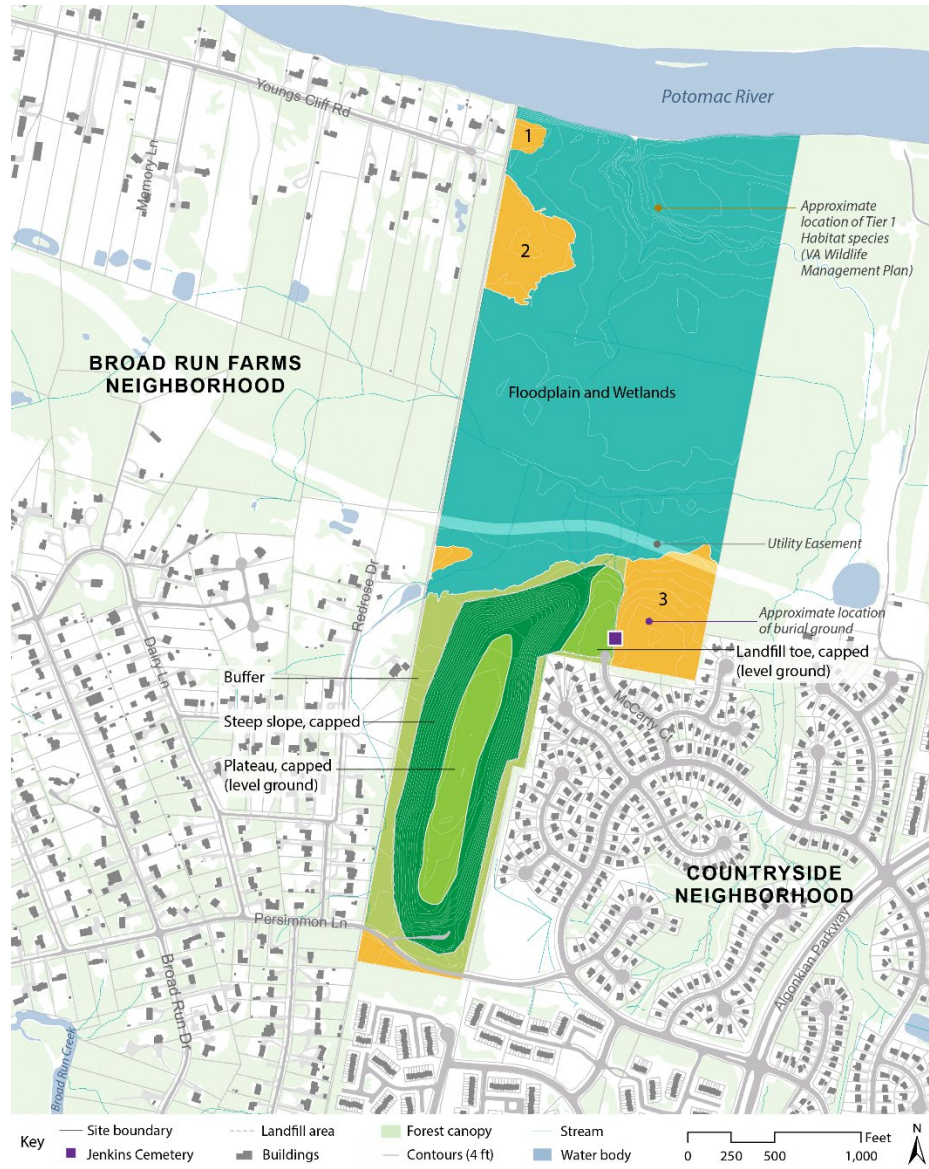 Potomac River
Youngs Cliff Rd
1
Memory Ln
Approximate
location of Tier 1
Habitat species
(VA Wildlife
Management Plan)
2
BROAD RUN FARMS
NEIGHBORHOOD
Floodplain and Wetlands
Utility Easement
Redrose Dr
3
Approximate location
of burial ground
Landfill toe, capped
(level ground)
Dairy Ln
Buffer
McCarty Ct
Steep slope, capped
Plateau, capped
(level ground)
COUNTRYSIDE
NEIGHBORHOOD
Persimmon Ln
Algonkian Parkway
Broad Run Dr
Broad Run Creek
Key
Site boundary
Landfill area
Forest canopy
Stream
Jenkins Cemetery
Buildings
Contours (4 ft)
Water body
Feet
0 250 500 1,000
N